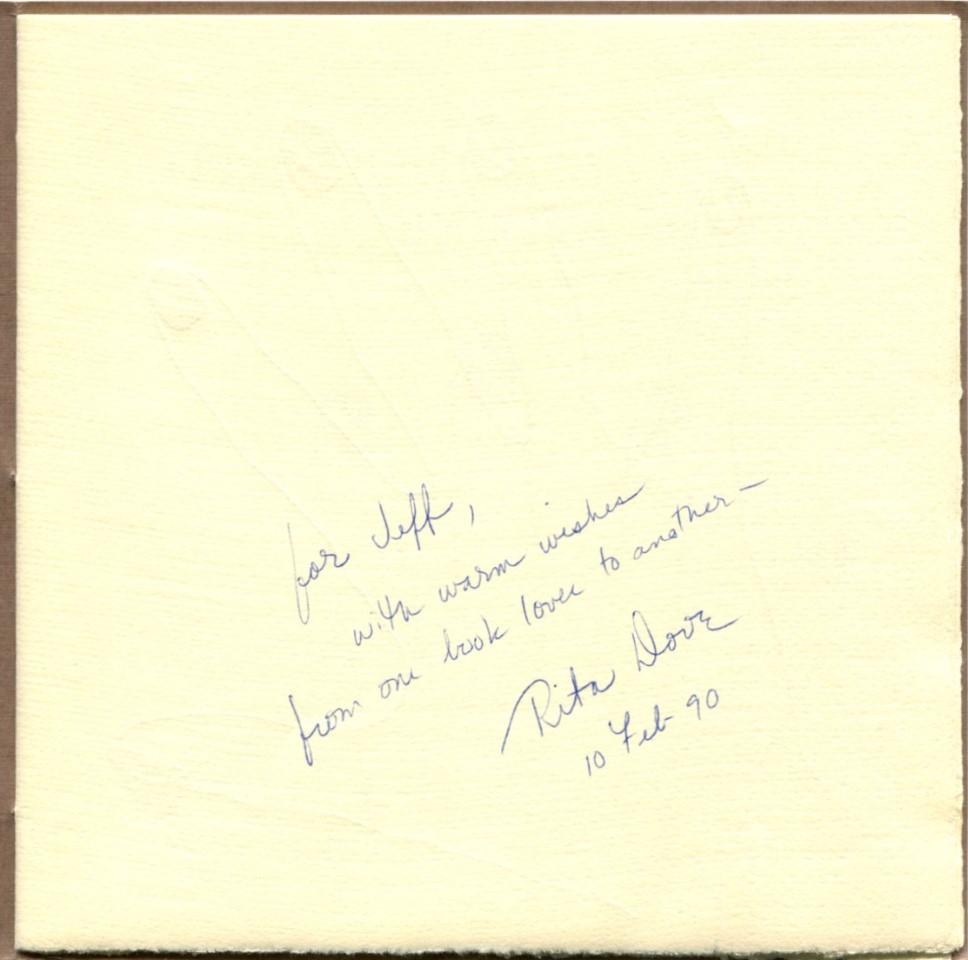 for Jeff,
with warm wishes
from one book lover to another —
Rita Dove
10 Feb 90